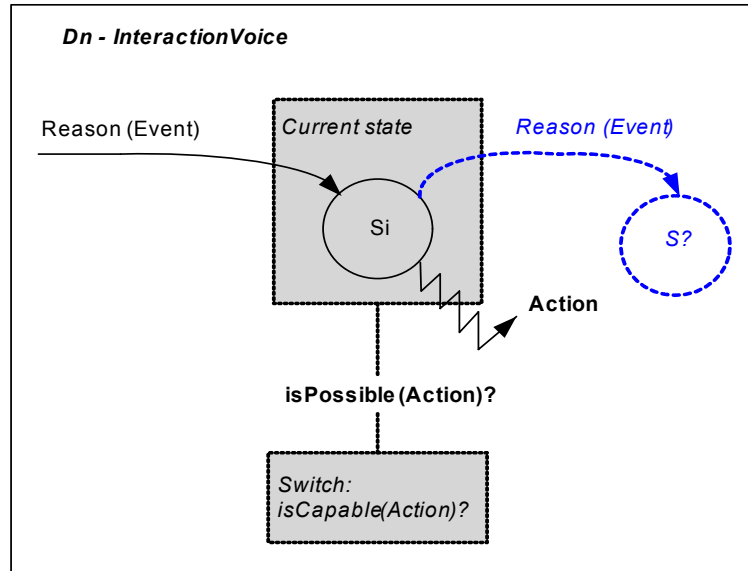 Dn - InteractionVoice
Reason (Event)
Current state
Reason (Event)
Si
S?
Action
isPossible(Action)?
Switch:
isCapable(Action)?